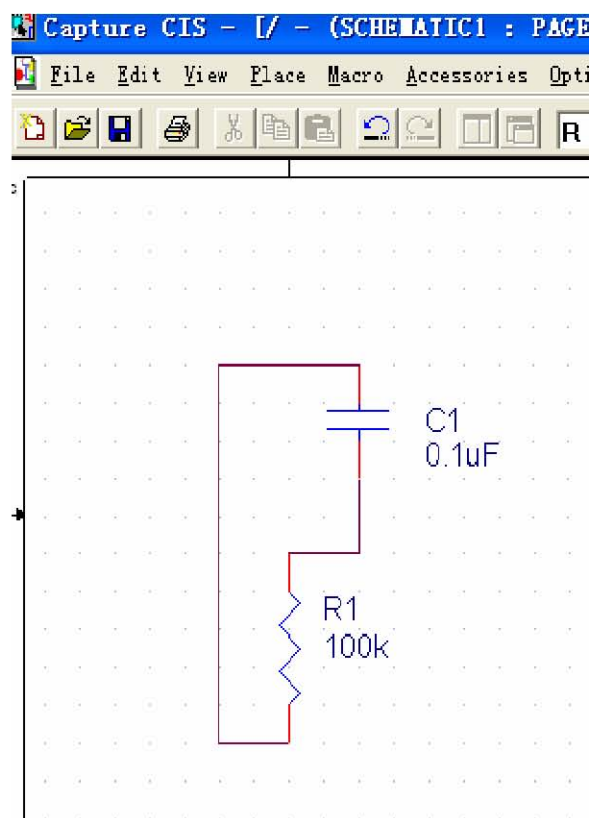 Capture CIS - [/ - (SCHEMATIC1 : PAGE
File Edit View Place Macro Accessories Opti
R
C1
0.1uF
R1
100k